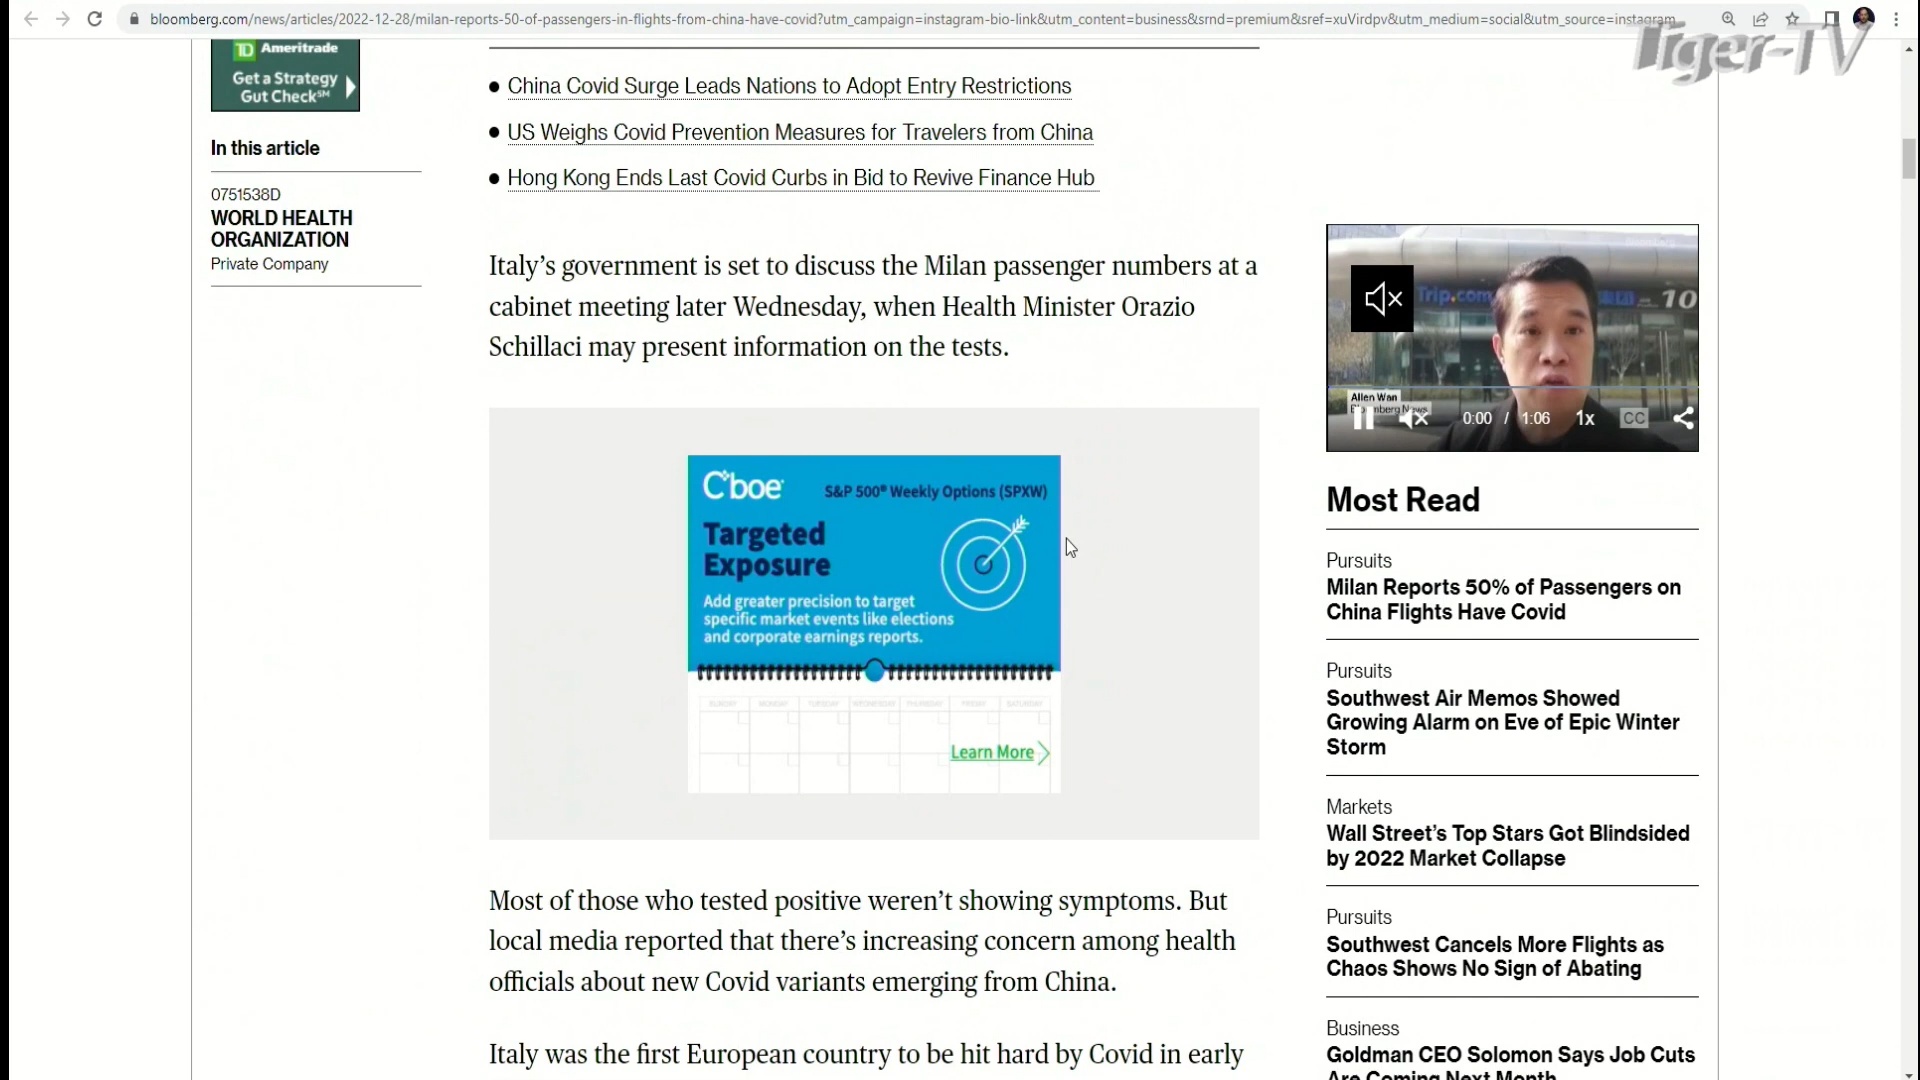 bloomberg.com/news/articles/2022-12-28/milan-reports-50-of-passengers-in-flights-from-china-have-covid?utm_campaign=instagram-bio-link&utm_content=business&srnd=premium&sref=xuVirdpv&utm_medium=social&utm_source=instagram
Tiger-TV
TD Ameritrade
Get a Strategy
Gut Check℠
In this article
0751538D
WORLD HEALTH
ORGANIZATION
Private Company
China Covid Surge Leads Nations to Adopt Entry Restrictions
US Weighs Covid Prevention Measures for Travelers from China
Hong Kong Ends Last Covid Curbs in Bid to Revive Finance Hub
Italy’s government is set to discuss the Milan passenger numbers at a
cabinet meeting later Wednesday, when Health Minister Orazio
Schillaci may present information on the tests.
Cboe
S&P 500® Weekly Options (SPXW)
Targeted
Exposure
Add greater precision to target
specific market events like elections
and corporate earnings reports.
SUNDAY MONDAY TUESDAY WEDNESDAY THURSDAY FRIDAY SATURDAY
Learn More
Most of those who tested positive weren’t showing symptoms. But
local media reported that there’s increasing concern among health
officials about new Covid variants emerging from China.
Italy was the first European country to be hit hard by Covid in early
Trip.com
10
Allen Wan
Bloomberg News
0:00 / 1:06 1x CC
Most Read
Pursuits
Milan Reports 50% of Passengers on
China Flights Have Covid
Pursuits
Southwest Air Memos Showed
Growing Alarm on Eve of Epic Winter
Storm
Markets
Wall Street’s Top Stars Got Blindsided
by 2022 Market Collapse
Pursuits
Southwest Cancels More Flights as
Chaos Shows No Sign of Abating
Business
Goldman CEO Solomon Says Job Cuts
Are Coming Next Month